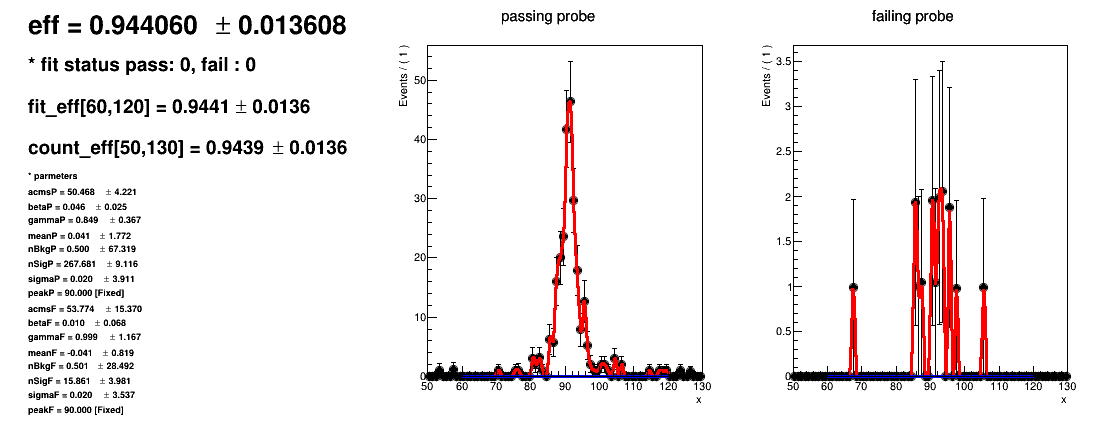 eff = 0.944060 ± 0.013608
* fit status pass: 0, fail : 0
fit_eff[60,120] = 0.9441 ± 0.0136
count_eff[50,130] = 0.9439 ± 0.0136
* parmeters
acmsP = 50.468 ± 4.221
betaP = 0.046 ± 0.025
gammaP = 0.849 ± 0.367
meanP = 0.041 ± 1.772
nBkgP = 0.500 ± 67.319
nSigP = 267.681 ± 9.116
sigmaP = 0.020 ± 3.911
peakP = 90.000 [Fixed]
acmsF = 53.774 ± 15.370
betaF = 0.010 ± 0.068
gammaF = 0.999 ± 1.167
meanF = -0.041 ± 0.819
nBkgF = 0.501 ± 28.492
nSigF = 15.861 ± 3.981
sigmaF = 0.020 ± 3.537
peakF = 90.000 [Fixed]
passing probe
Events / ( 1 )
50
40
30
20
10
0
50 60 70 80 90 100 110 120 130
x
failing probe
Events / ( 1 )
3.5
3
2.5
2
1.5
1
0.5
0
50 60 70 80 90 100 110 120 130
x